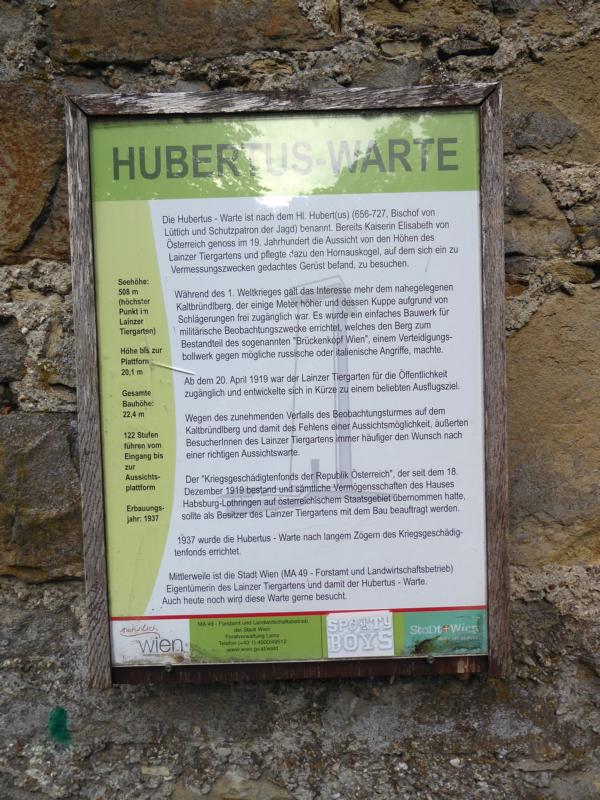 HUBERTUS-WARTE
Die Hubertus - Warte ist nach dem Hl. Hubert(us) (656-727, Bischof von
Lüttich und Schutzpatron der Jagd) benannt. Bereits Kaiserin Elisabeth von
Österreich genoss im 19. Jahrhundert die Aussicht von den Höhen des
Lainzer Tiergartens und pflegte dazu den Hornauskogel, auf dem sich ein zu
Vermessungszwecken gedachtes Gerüst befand, zu besuchen.
Während des 1. Weltkrieges galt das Interesse mehr dem nahegelegenen
Kaltbründlberg, der einige Meter höher und dessen Kuppe aufgrund von
Schlägerungen frei zugänglich war. Es wurde ein einfaches Bauwerk für
militärische Beobachtungszwecke errichtet, welches den Berg zum
Bestandteil des sogenannten "Brückenkopf Wien", einem Verteidigungs-
bollwerk gegen mögliche russische oder italienische Angriffe, machte.
Ab dem 20. April 1919 war der Lainzer Tiergarten für die Öffentlichkeit
zugänglich und entwickelte sich in Kürze zu einem beliebten Ausflugsziel.
Wegen des zunehmenden Verfalls des Beobachtungsturmes auf dem
Kaltbründlberg und damit des Fehlens einer Aussichtsmöglichkeit, äußerten
BesucherInnen des Lainzer Tiergartens immer häufiger den Wunsch nach
einer richtigen Aussichtswarte.
Der "Kriegsgeschädigtenfonds der Republik Österreich", der seit dem 18.
Dezember 1919 bestand und sämtliche Vermögensschaften des Hauses
Habsburg-Lothringen auf österreichischem Staatsgebiet übernommen hatte,
sollte als Besitzer des Lainzer Tiergartens mit dem Bau beauftragt werden.
1937 wurde die Hubertus - Warte nach langem Zögern des Kriegsgeschädig-
tenfonds errichtet.
Mittlerweile ist die Stadt Wien (MA 49 - Forstamt und Landwirtschaftsbetrieb)
Eigentümerin des Lainzer Tiergartens und damit der Hubertus - Warte.
Auch heute noch wird diese Warte gerne besucht.
Seehöhe:
508 m
(höchster
Punkt im
Lainzer
Tiergarten)
Höhe bis zur
Plattform
20,1 m
Gesamte
Bauhöhe:
22,4 m
122 Stufen
führen vom
Eingang bis
zur
Aussichts-
plattform
Erbauungs-
jahr: 1937
natürlich
wien
MA 49 - Forstamt und Landwirtschaftsbetrieb
der Stadt Wien
Forstverwaltung Lainz
Telefon (+43 1) 4000/49512
www.wien.gv.at/wald
SPORTY
BOYS
StaDt+Wien